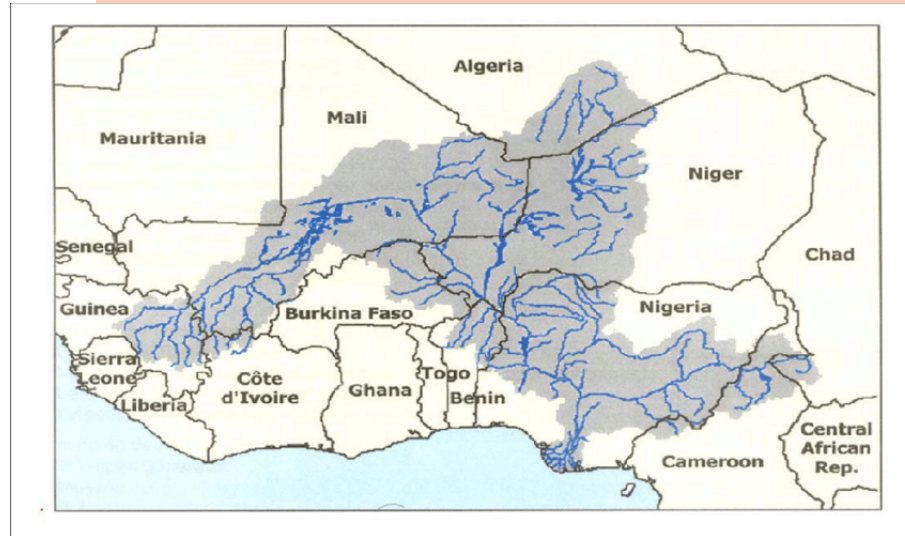 Algeria
Mali
Mauritania
Niger
Senegal
Chad
Guinea
Nigeria
Burkina Faso
Sierra
Leone
Côte
d'Ivoire
Ghana
Togo
Benin
Liberia
Central
African
Rep.
Cameroon